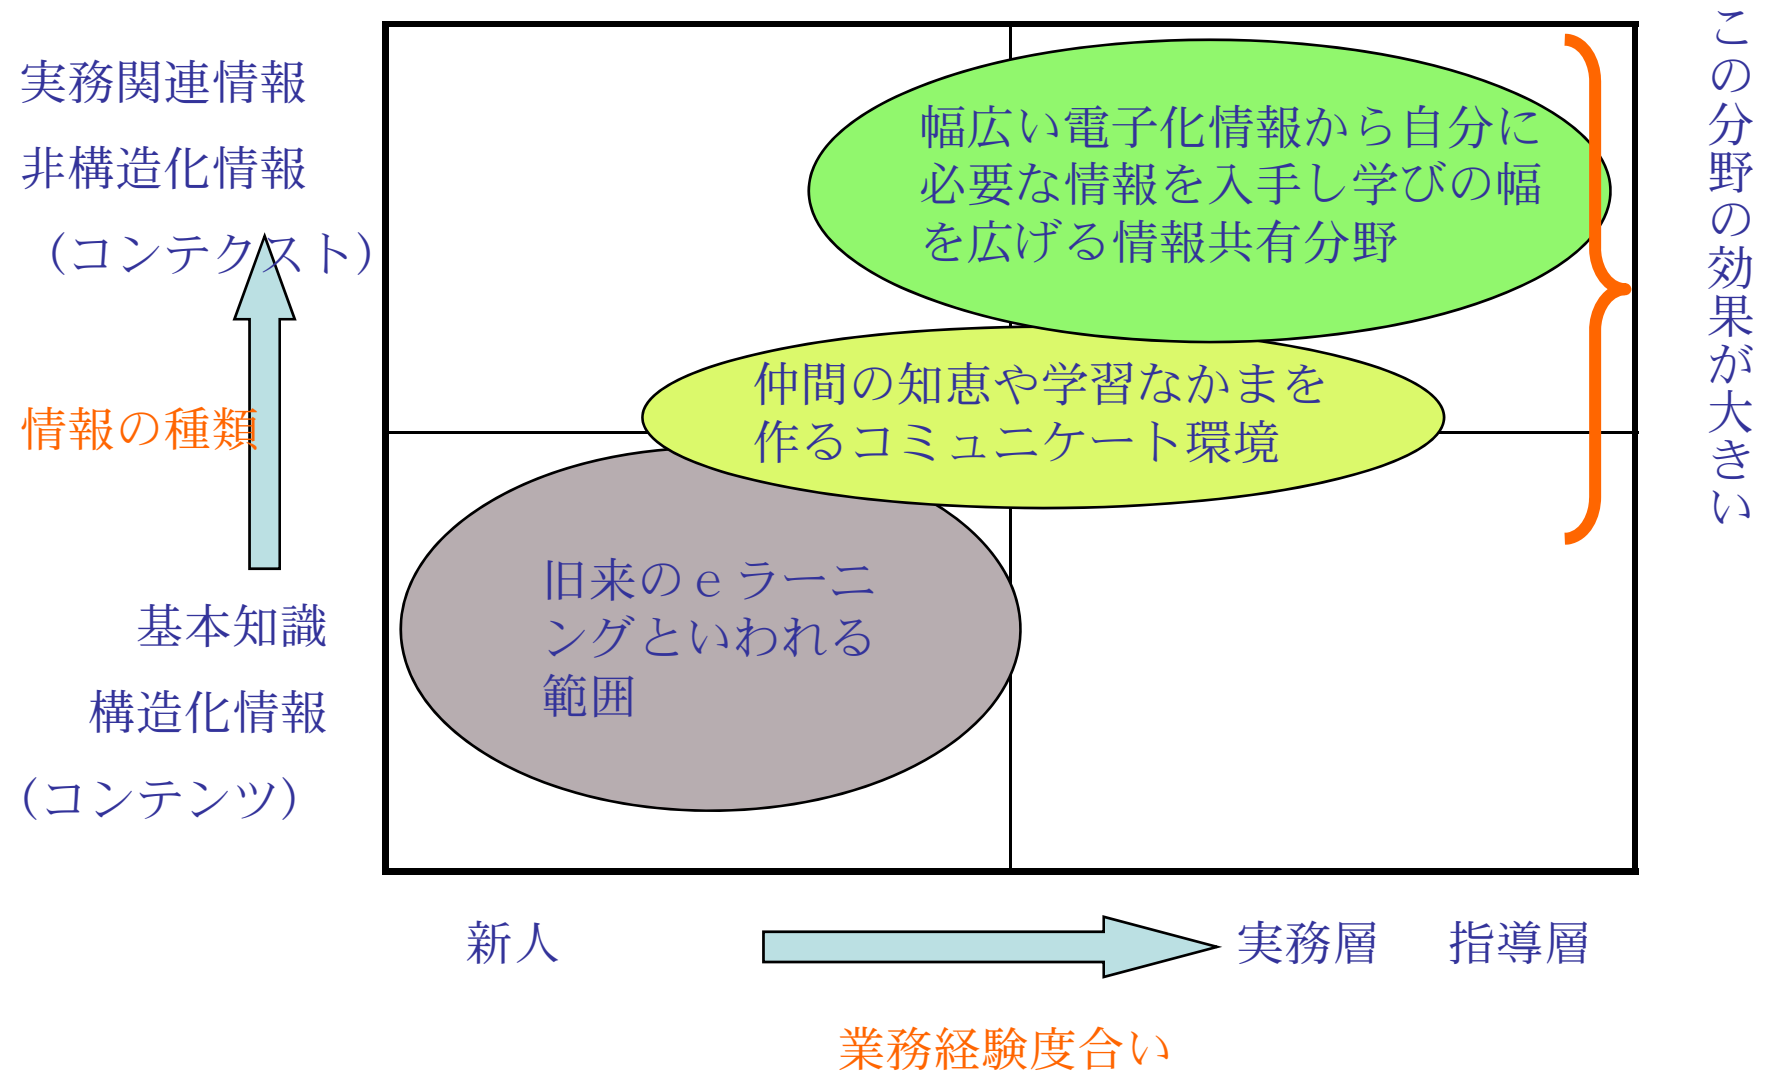 実務関連情報
非構造化情報
（コンテクスト）
情報の種類
基本知識
構造化情報
（コンテンツ）
幅広い電子化情報から自分に
必要な情報を入手し学びの幅
を広げる情報共有分野
仲間の知恵や学習なかまを
作るコミュニケート環境
旧来のｅラーニ
ングといわれる
範囲
この分野の効果が大きい
新人
実務層
指導層
業務経験度合い